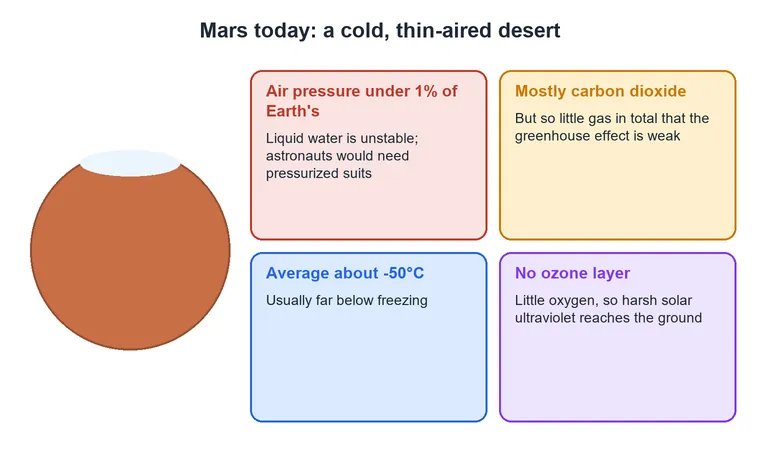 Mars today: a cold, thin-aired desert
Air pressure under 1% of
Earth's
Liquid water is unstable;
astronauts would need
pressurized suits
Mostly carbon dioxide
But so little gas in total that the
greenhouse effect is weak
Average about -50°C
Usually far below freezing
No ozone layer
Little oxygen, so harsh solar
ultraviolet reaches the ground